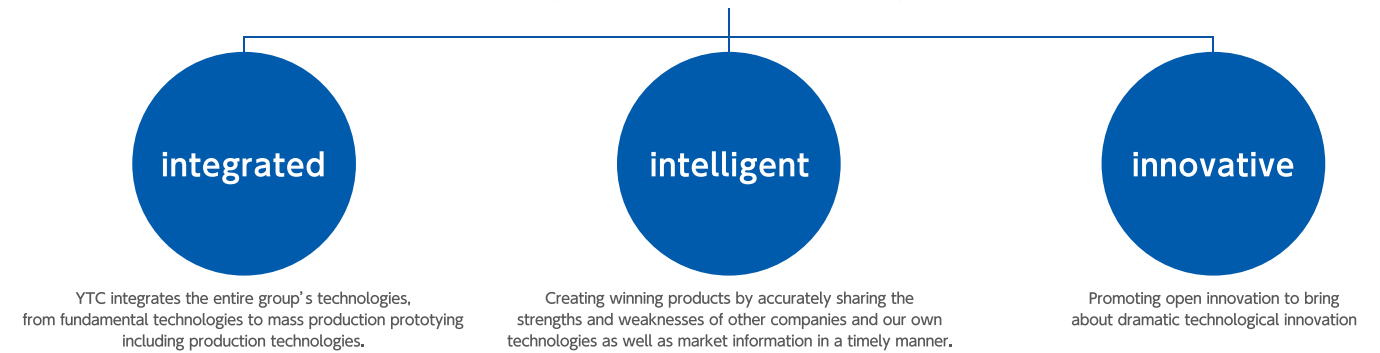 integrated
intelligent
innovative
YTC integrates the entire group's technologies,
from fundamental technologies to mass production prototying
including production technologies.
Creating winning products by accurately sharing the
strengths and weaknesses of other companies and our own
technologies as well as market information in a timely manner.
Promoting open innovation to bring
about dramatic technological innovation